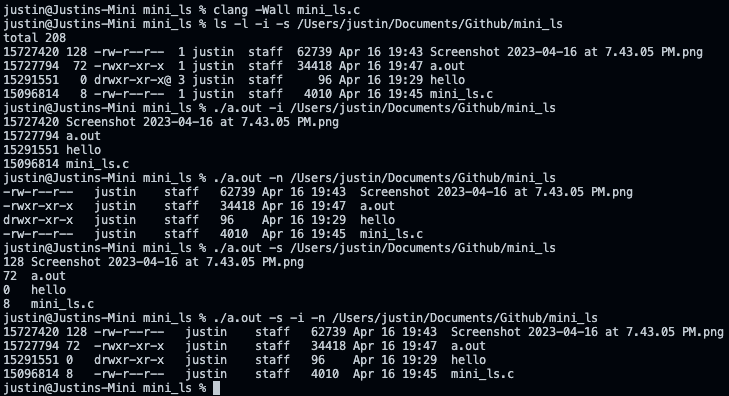 justin@Justins-Mini mini_ls % clang -Wall mini_ls.c
justin@Justins-Mini mini_ls % ls -l -i -s /Users/justin/Documents/Github/mini_ls
total 208
15727420 128 -rw-r--r--  1 justin  staff  62739 Apr 16 19:43 Screenshot 2023-04-16 at 7.43.05 PM.png
15727794  72 -rwxr-xr-x  1 justin  staff  34418 Apr 16 19:47 a.out
15291551   0 drwxr-xr-x@ 3 justin  staff     96 Apr 16 19:29 hello
15096814   8 -rw-r--r--  1 justin  staff   4010 Apr 16 19:45 mini_ls.c
justin@Justins-Mini mini_ls % ./a.out -i /Users/justin/Documents/Github/mini_ls
15727420 Screenshot 2023-04-16 at 7.43.05 PM.png
15727794 a.out
15291551 hello
15096814 mini_ls.c
justin@Justins-Mini mini_ls % ./a.out -n /Users/justin/Documents/Github/mini_ls
-rw-r--r--   justin    staff   62739 Apr 16 19:43  Screenshot 2023-04-16 at 7.43.05 PM.png
-rwxr-xr-x   justin    staff   34418 Apr 16 19:47  a.out
drwxr-xr-x   justin    staff   96    Apr 16 19:29  hello
-rw-r--r--   justin    staff   4010  Apr 16 19:45  mini_ls.c
justin@Justins-Mini mini_ls % ./a.out -s /Users/justin/Documents/Github/mini_ls
128 Screenshot 2023-04-16 at 7.43.05 PM.png
72  a.out
0   hello
8   mini_ls.c
justin@Justins-Mini mini_ls % ./a.out -s -i -n /Users/justin/Documents/Github/mini_ls
15727420 128 -rw-r--r--   justin    staff   62739 Apr 16 19:43  Screenshot 2023-04-16 at 7.43.05 PM.png
15727794 72  -rwxr-xr-x   justin    staff   34418 Apr 16 19:47  a.out
15291551 0   drwxr-xr-x   justin    staff   96    Apr 16 19:29  hello
15096814 8   -rw-r--r--   justin    staff   4010  Apr 16 19:45  mini_ls.c
justin@Justins-Mini mini_ls %